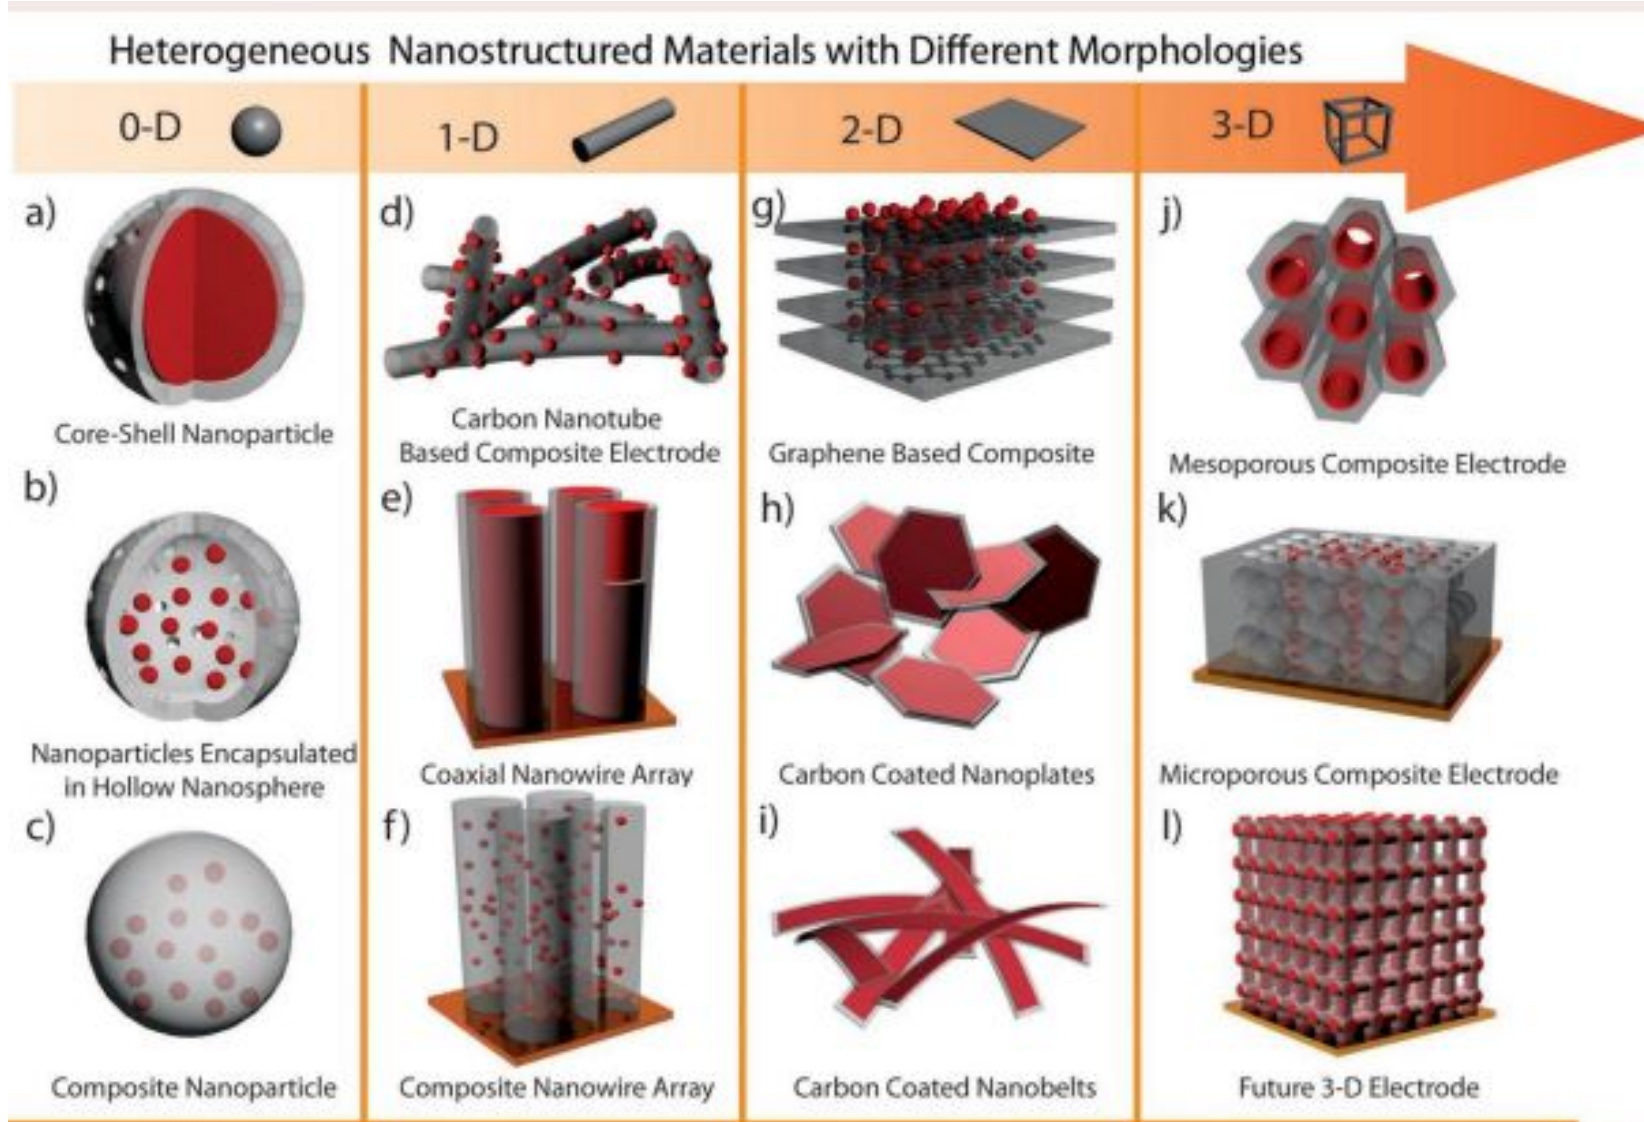 Heterogeneous Nanostructured Materials with Different Morphologies
0-D
1-D
2-D
3-D
a)
Core-Shell Nanoparticle
b)
Nanoparticles Encapsulated
in Hollow Nanosphere
c)
Composite Nanoparticle
d)
Carbon Nanotube
Based Composite Electrode
e)
Coaxial Nanowire Array
f)
Composite Nanowire Array
g)
Graphene Based Composite
h)
Carbon Coated Nanoplates
i)
Carbon Coated Nanobelts
j)
Mesoporous Composite Electrode
k)
Microporous Composite Electrode
l)
Future 3-D Electrode